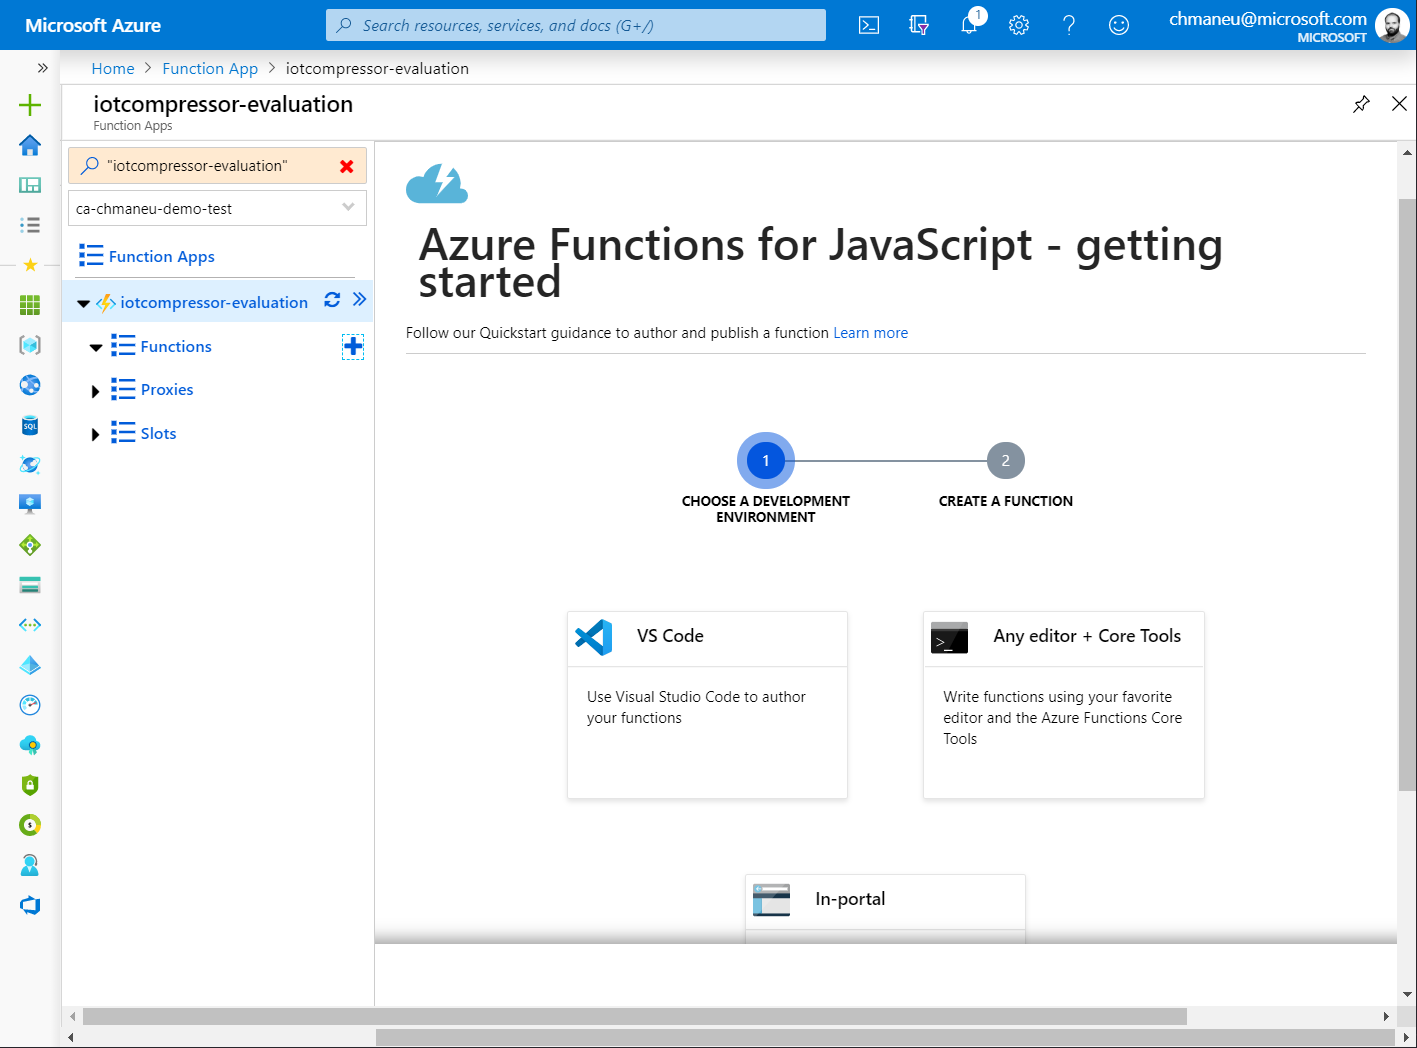 Microsoft Azure
Search resources, services, and docs (G+/)
1
chmaneu@microsoft.com
MICROSOFT
Home > Function App > iotcompressor-evaluation
iotcompressor-evaluation
Function Apps
"iotcompressor-evaluation"
ca-chmaneu-demo-test
Function Apps
iotcompressor-evaluation
Functions
Proxies
Slots
Azure Functions for JavaScript - getting
started
Follow our Quickstart guidance to author and publish a function Learn more
1
2
CHOOSE A DEVELOPMENT
ENVIRONMENT
CREATE A FUNCTION
VS Code
Use Visual Studio Code to author
your functions
Any editor + Core Tools
Write functions using your favorite
editor and the Azure Functions Core
Tools
In-portal
SQL